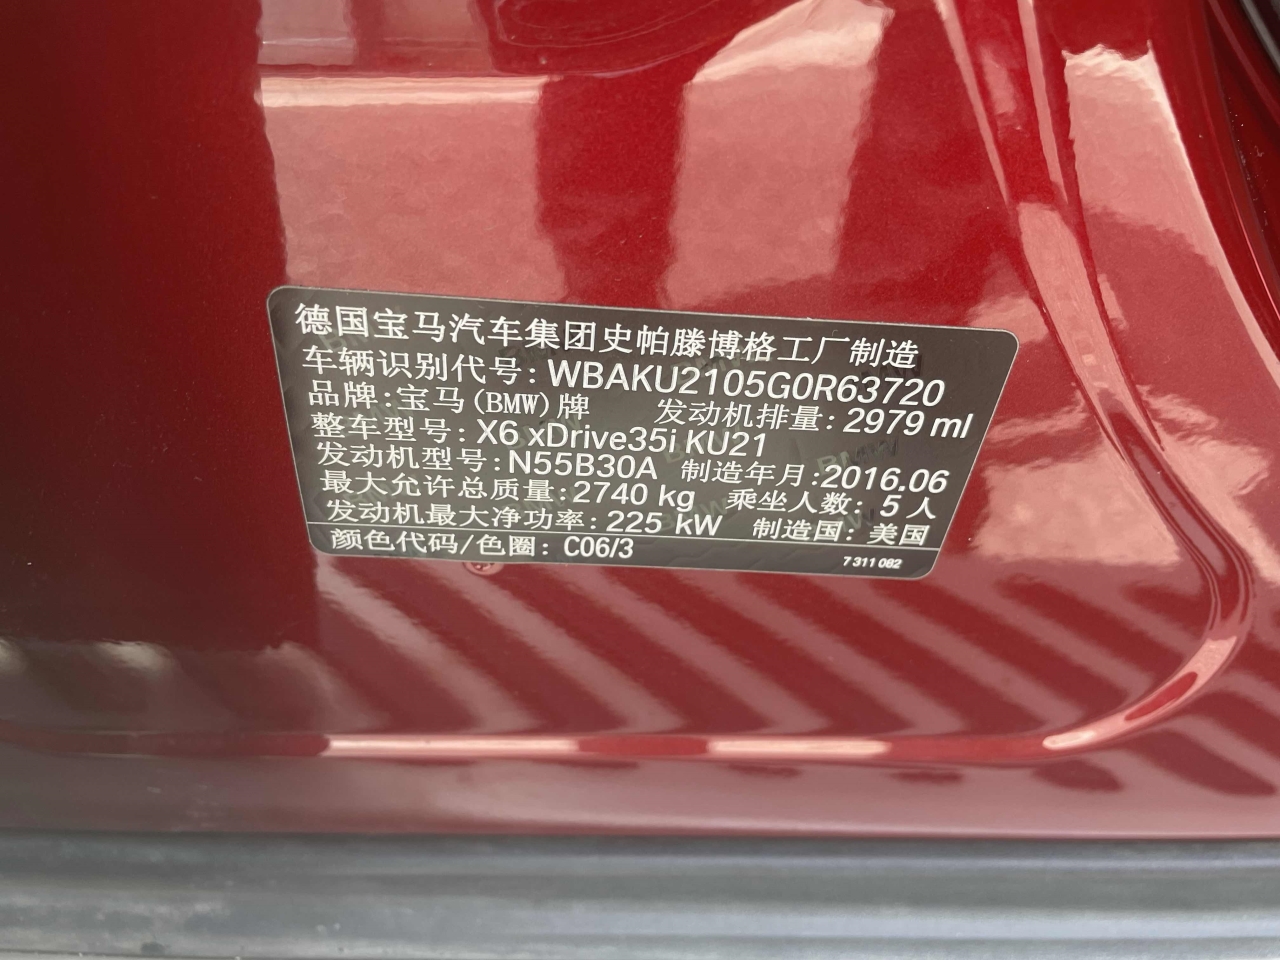 德国宝马汽车集团史帕滕博格工厂制造
车辆识别代号: WBAKU2105G0R63720
品牌:宝马(BMW)牌 发动机排量: 2979 ml
整车型号: X6 xDrive35i KU21
发动机型号: N55B30A 制造年月:2016.06
最大允许总质量: 2740 kg 乘坐人数: 5 人
发动机最大净功率: 225 kW 制造国: 美国
颜色代码/色圈: C06/3
7 311 082